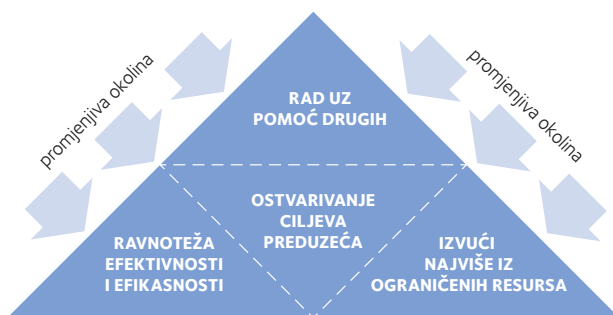 promjenjiva okolina
promjenjiva okolina
RAD UZ
POMOĆ DRUGIH
OSTVARIVANJE
CILJEVA
PREDUZEĆA
RAVNOTEŽA
EFEKTIVNOSTI
I EFIKASNOSTI
IZVUĆI
NAJVIŠE IZ
OGRANIČENIH RESURSA